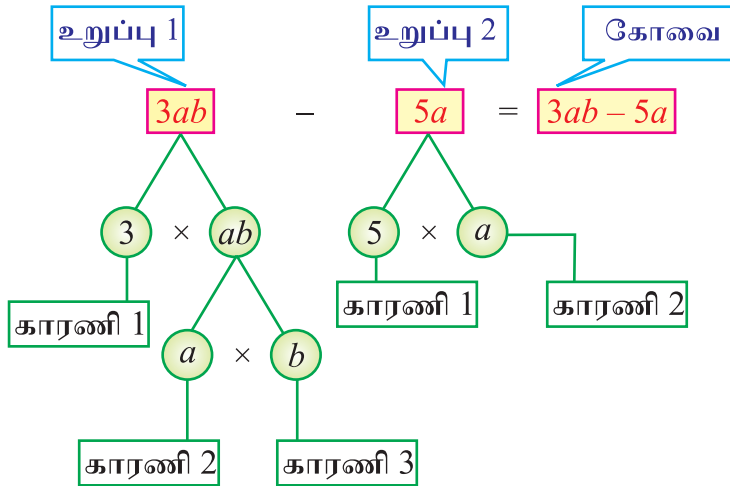 உறுப்பு 1 உறுப்பு 2 கோவை
3ab – 5a = 3ab – 5a
3 × ab 5 × a
காரணி 1 காரணி 2
காரணி 1
a × b
காரணி 2 காரணி 3